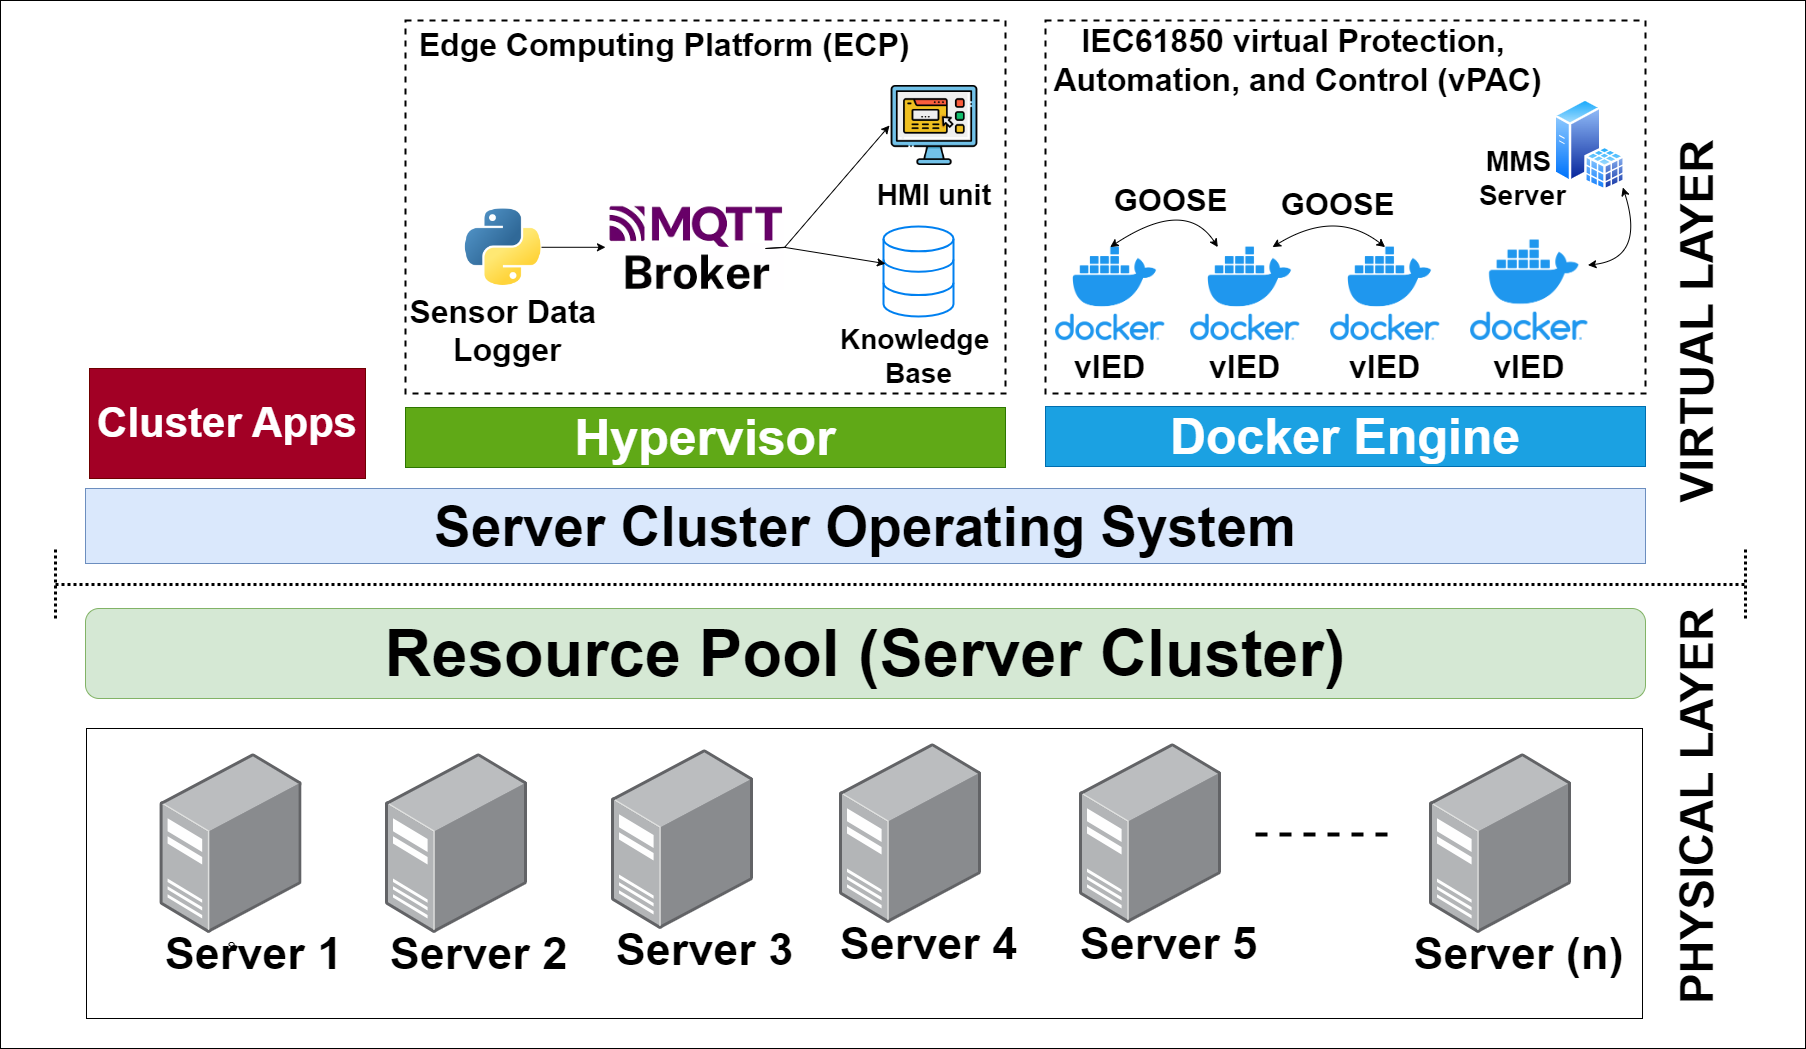 Edge Computing Platform (ECP)
HMI unit
MQTT
Broker
Sensor Data
Logger
Knowledge
Base
IEC61850 virtual Protection,
Automation, and Control (vPAC)
MMS
Server
GOOSE
GOOSE
docker
docker
docker
docker
vIED
vIED
vIED
vIED
Cluster Apps
Hypervisor
Docker Engine
Server Cluster Operating System
VIRTUAL LAYER
Resource Pool (Server Cluster)
Server 1
Server 2
Server 3
Server 4
Server 5
Server (n)
PHYSICAL LAYER